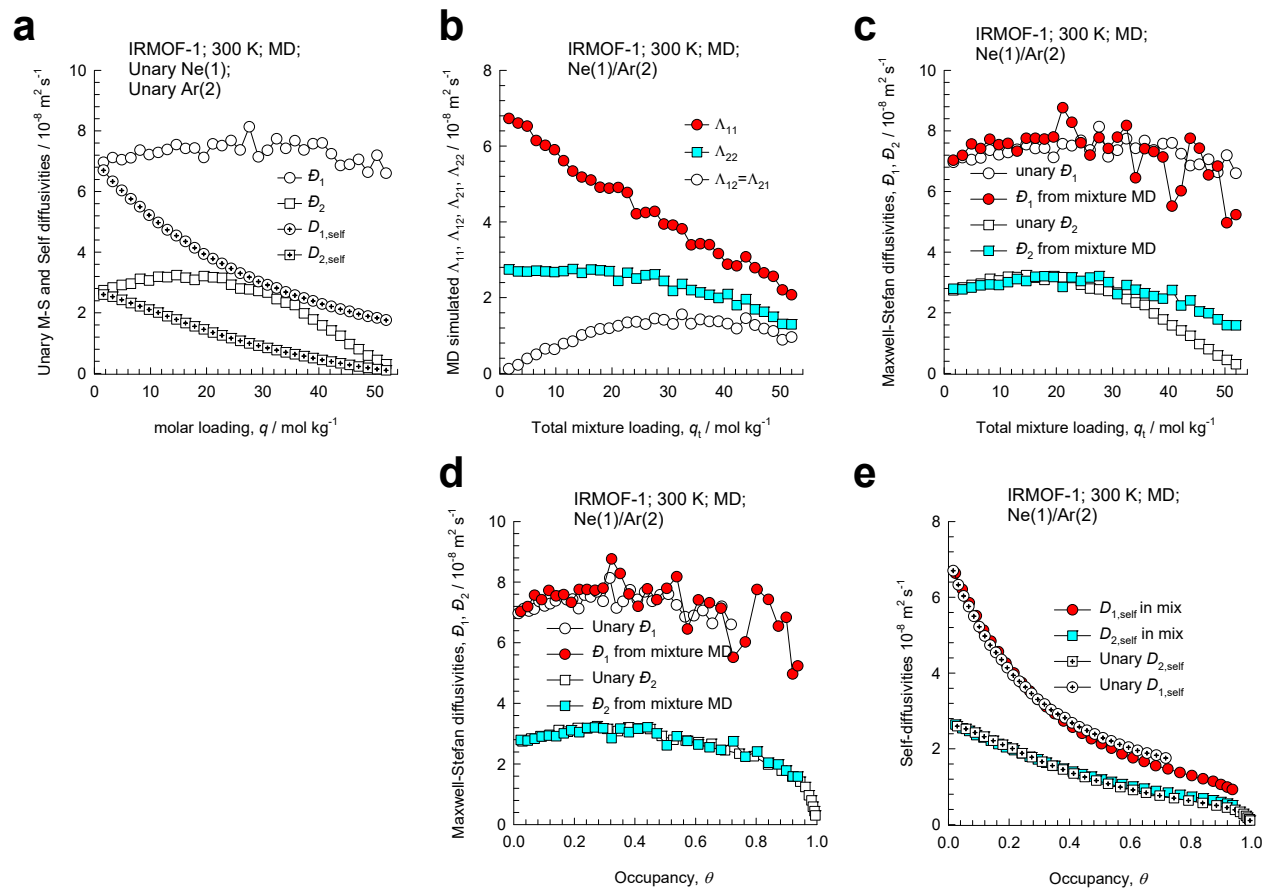 a
IRMOF-1; 300 K; MD;
Unary Ne(1);
Unary Ar(2)
Unary M-S and Self diffusivities / 10⁻⁸ m² s⁻¹
10
8
6
4
2
0
Đ₁
Đ₂
D₁,self
D₂,self
0 10 20 30 40 50
molar loading, q / mol kg⁻¹
b
IRMOF-1; 300 K; MD;
Ne(1)/Ar(2)
MD simulated Λ₁₁, Λ₁₂, Λ₂₁, Λ₂₂ / 10⁻⁸ m² s⁻¹
8
6
4
2
0
Λ₁₁
Λ₂₂
Λ₁₂=Λ₂₁
0 10 20 30 40 50
Total mixture loading, qₜ / mol kg⁻¹
c
IRMOF-1; 300 K; MD;
Ne(1)/Ar(2)
Maxwell-Stefan diffusivities, Đ₁, Đ₂ / 10⁻⁸ m² s⁻¹
10
8
6
4
2
0
unary Đ₁
Đ₁ from mixture MD
unary Đ₂
Đ₂ from mixture MD
0 10 20 30 40 50
Total mixture loading, qₜ / mol kg⁻¹
d
IRMOF-1; 300 K; MD;
Ne(1)/Ar(2)
Maxwell-Stefan diffusivities, Đ₁, Đ₂ / 10⁻⁸ m² s⁻¹
10
8
6
4
2
0
Unary Đ₁
Đ₁ from mixture MD
Unary Đ₂
Đ₂ from mixture MD
0.0 0.2 0.4 0.6 0.8 1.0
Occupancy, θ
e
IRMOF-1; 300 K; MD;
Ne(1)/Ar(2)
Self-diffusivities 10⁻⁸ m² s⁻¹
8
6
4
2
0
D₁,self in mix
D₂,self in mix
Unary D₂,self
Unary D₁,self
0.0 0.2 0.4 0.6 0.8 1.0
Occupancy, θ